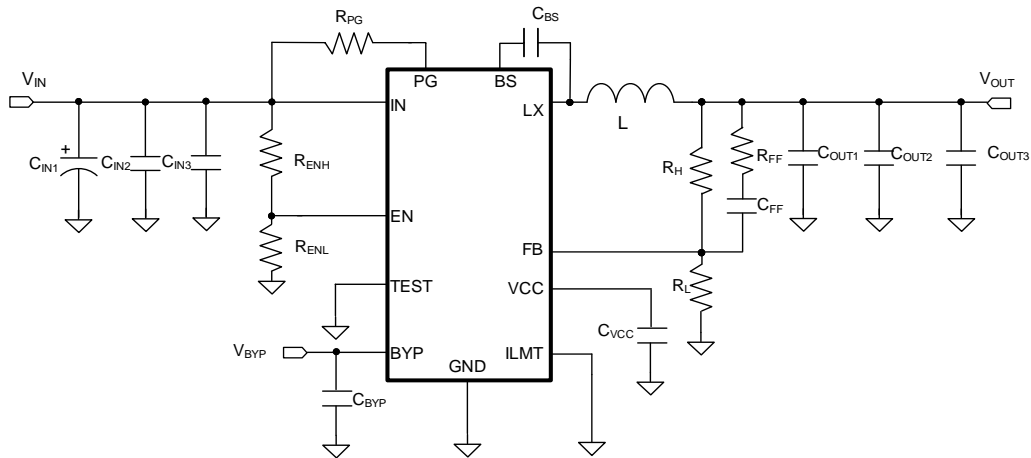 RPG
CBS
VIN
PG
BS
VOUT
IN
LX
L
+
CIN1
CIN2
CIN3
RENH
RH
RFF
COUT1
COUT2
COUT3
CFF
EN
RENL
FB
TEST
VCC
RL
CVCC
VBYP
BYP
ILMT
GND
CBYP